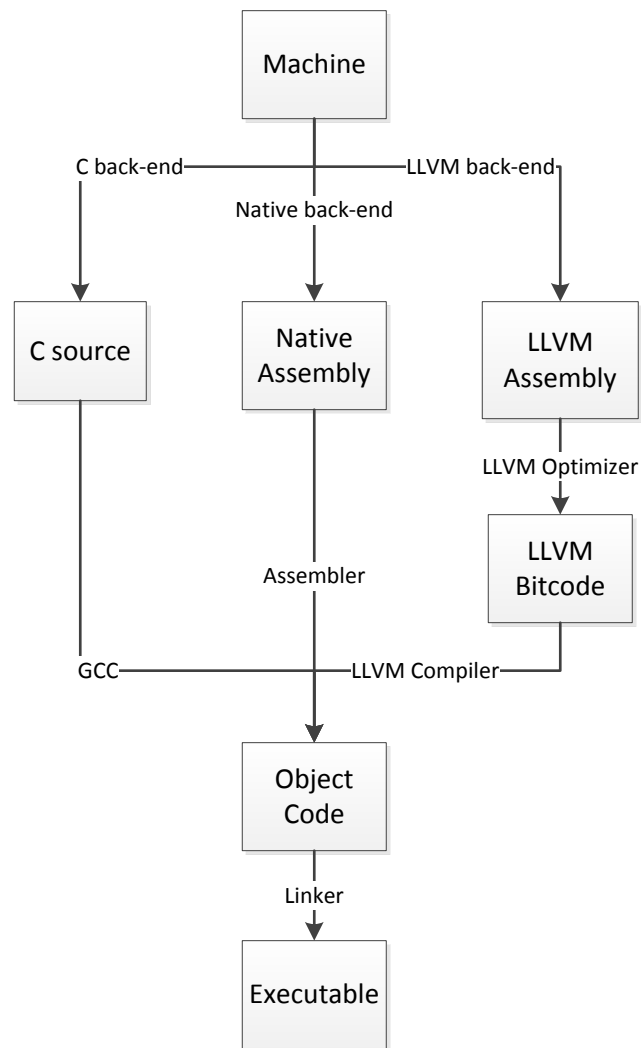 Machine
C back-end
LLVM back-end
Native back-end
C source
Native
Assembly
LLVM
Assembly
LLVM Optimizer
LLVM
Bitcode
Assembler
GCC
LLVM Compiler
Object
Code
Linker
Executable